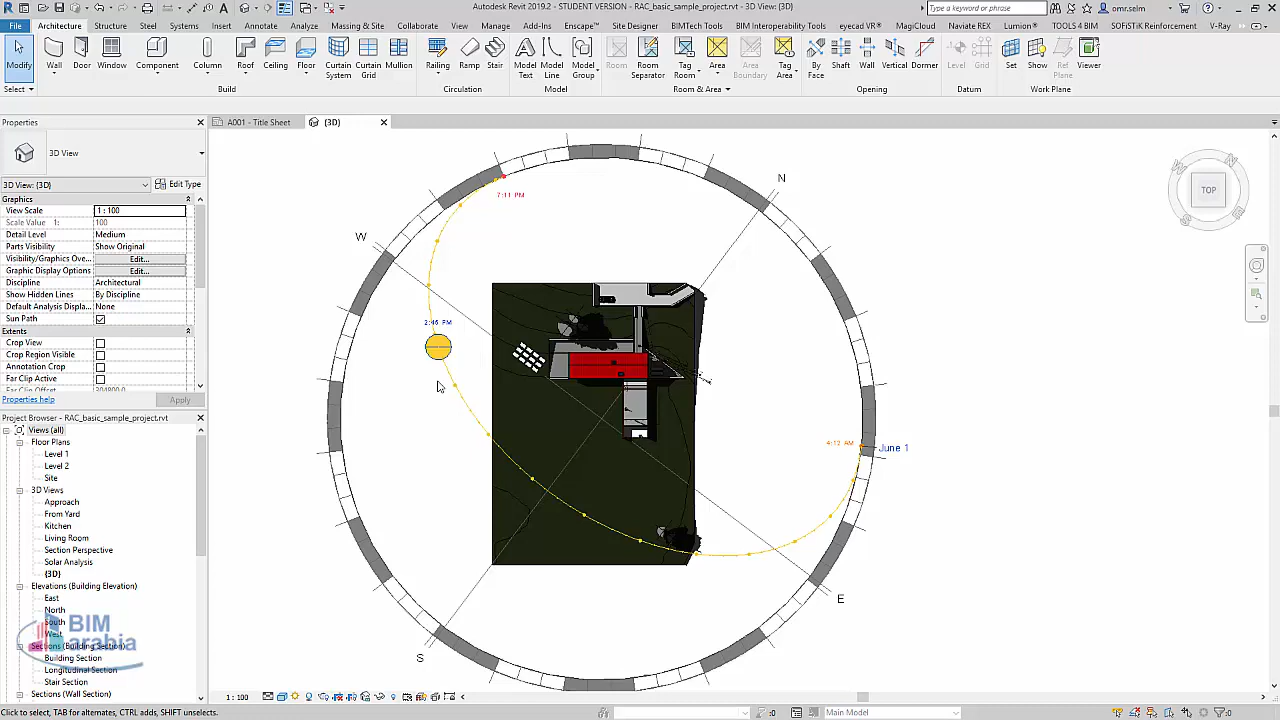 Autodesk Revit 2019.2 - STUDENT VERSION - RAC_basic_sample_project.rvt - 3D View: {3D}
Type a keyword or phrase
omr.selim
File Architecture Structure Steel Systems Insert Annotate Analyze Massing & Site Collaborate View Manage Add-Ins Enscape™ Site Designer BIMTech Tools BIM Interoperability Tools eyecad VR MagiCloud Naviate REX Lumion® TOOLS 4 BIM SOFiSTiK Reinforcement V-Ray
Modify Wall Door Window Component Column Roof Ceiling Floor Curtain System Curtain Grid Mullion Railing Ramp Stair Model Text Model Line Model Group Room Room Separator Tag Room Area Area Boundary Tag Area By Face Shaft Wall Vertical Dormer Level Grid Set Show Ref Plane Viewer
Select Build Circulation Model Room & Area Opening Datum Work Plane
Properties
A001 - Title Sheet
{3D}
3D View
3D View: {3D}
Edit Type
Graphics
View Scale 1 : 100
Scale Value 1: 100
Detail Level Medium
Parts Visibility Show Original
Visibility/Graphics Ove... Edit...
Graphic Display Options Edit...
Discipline Architectural
Show Hidden Lines By Discipline
Default Analysis Displa... None
Sun Path
Extents
Crop View
Crop Region Visible
Annotation Crop
Far Clip Active
Properties help
Apply
Project Browser - RAC_basic_sample_project.rvt
Views (all)
Floor Plans
Level 1
Level 2
Site
3D Views
Approach
From Yard
Kitchen
Living Room
Section Perspective
Solar Analysis
{3D}
Elevations (Building Elevation)
East
North
South
West
Sections (Building Section)
Building Section
Longitudinal Section
Stair Section
Sections (Wall Section)
BIM
arabia
7:11 PM
N
W
2:46 PM
4:12 AM
June 1
E
S
TOP
1 : 100
Click to select, TAB for alternates, CTRL adds, SHIFT unselects.
:0
Main Model
:0